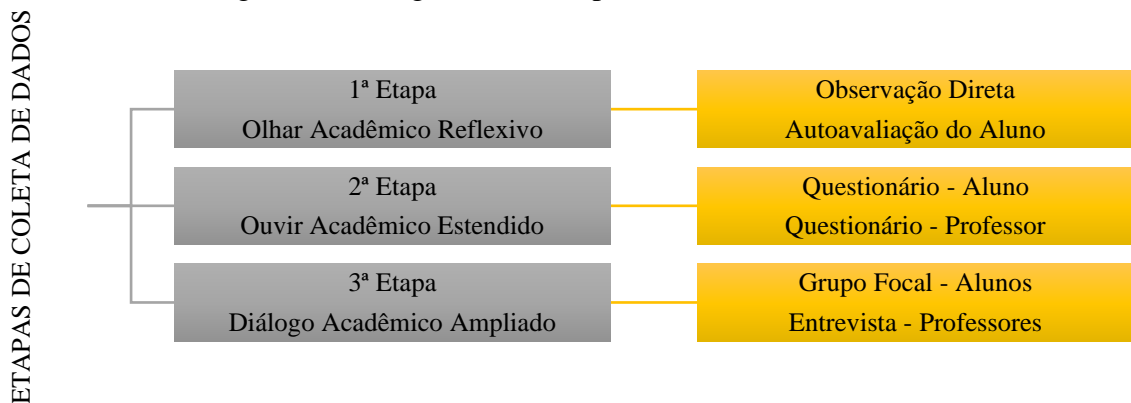 ETAPAS DE COLETA DE DADOS
1ª Etapa
Olhar Acadêmico Reflexivo
Observação Direta
Autoavaliação do Aluno
2ª Etapa
Ouvir Acadêmico Estendido
Questionário - Aluno
Questionário - Professor
3ª Etapa
Diálogo Acadêmico Ampliado
Grupo Focal - Alunos
Entrevista - Professores